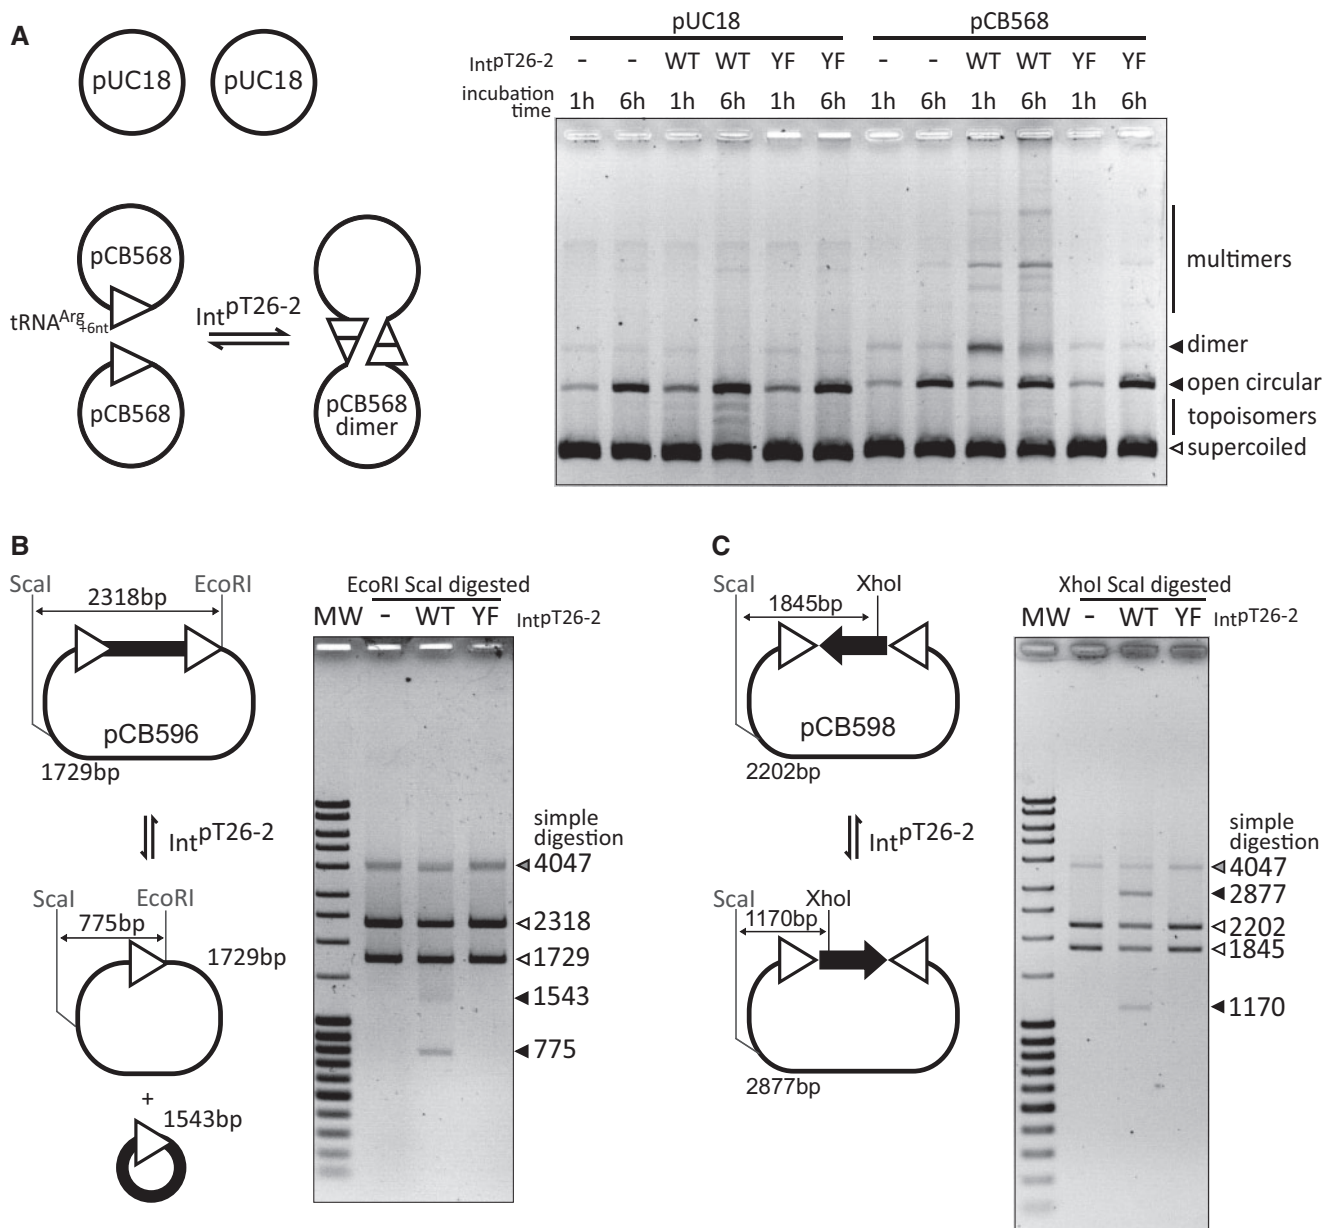 A
pUC18 pUC18
pCB568
tRNAArg+6nt
IntpT26-2
pCB568
pCB568
dimer
pUC18 pCB568
IntpT26-2 - - WT WT YF YF - - WT WT YF YF
incubation
time
1h 6h 1h 6h 1h 6h 1h 6h 1h 6h 1h 6h
multimers
dimer
open circular
topoisomers
supercoiled
B
ScaI EcoRI
2318bp
pCB596
1729bp
IntpT26-2
ScaI EcoRI
775bp
1729bp
+
1543bp
EcoRI ScaI digested
MW - WT YF IntpT26-2
simple
digestion
4047
2318
1729
1543
775
C
ScaI XhoI
1845bp
pCB598
2202bp
IntpT26-2
ScaI XhoI
1170bp
2877bp
XhoI ScaI digested
MW - WT YF IntpT26-2
simple
digestion
4047
2877
2202
1845
1170